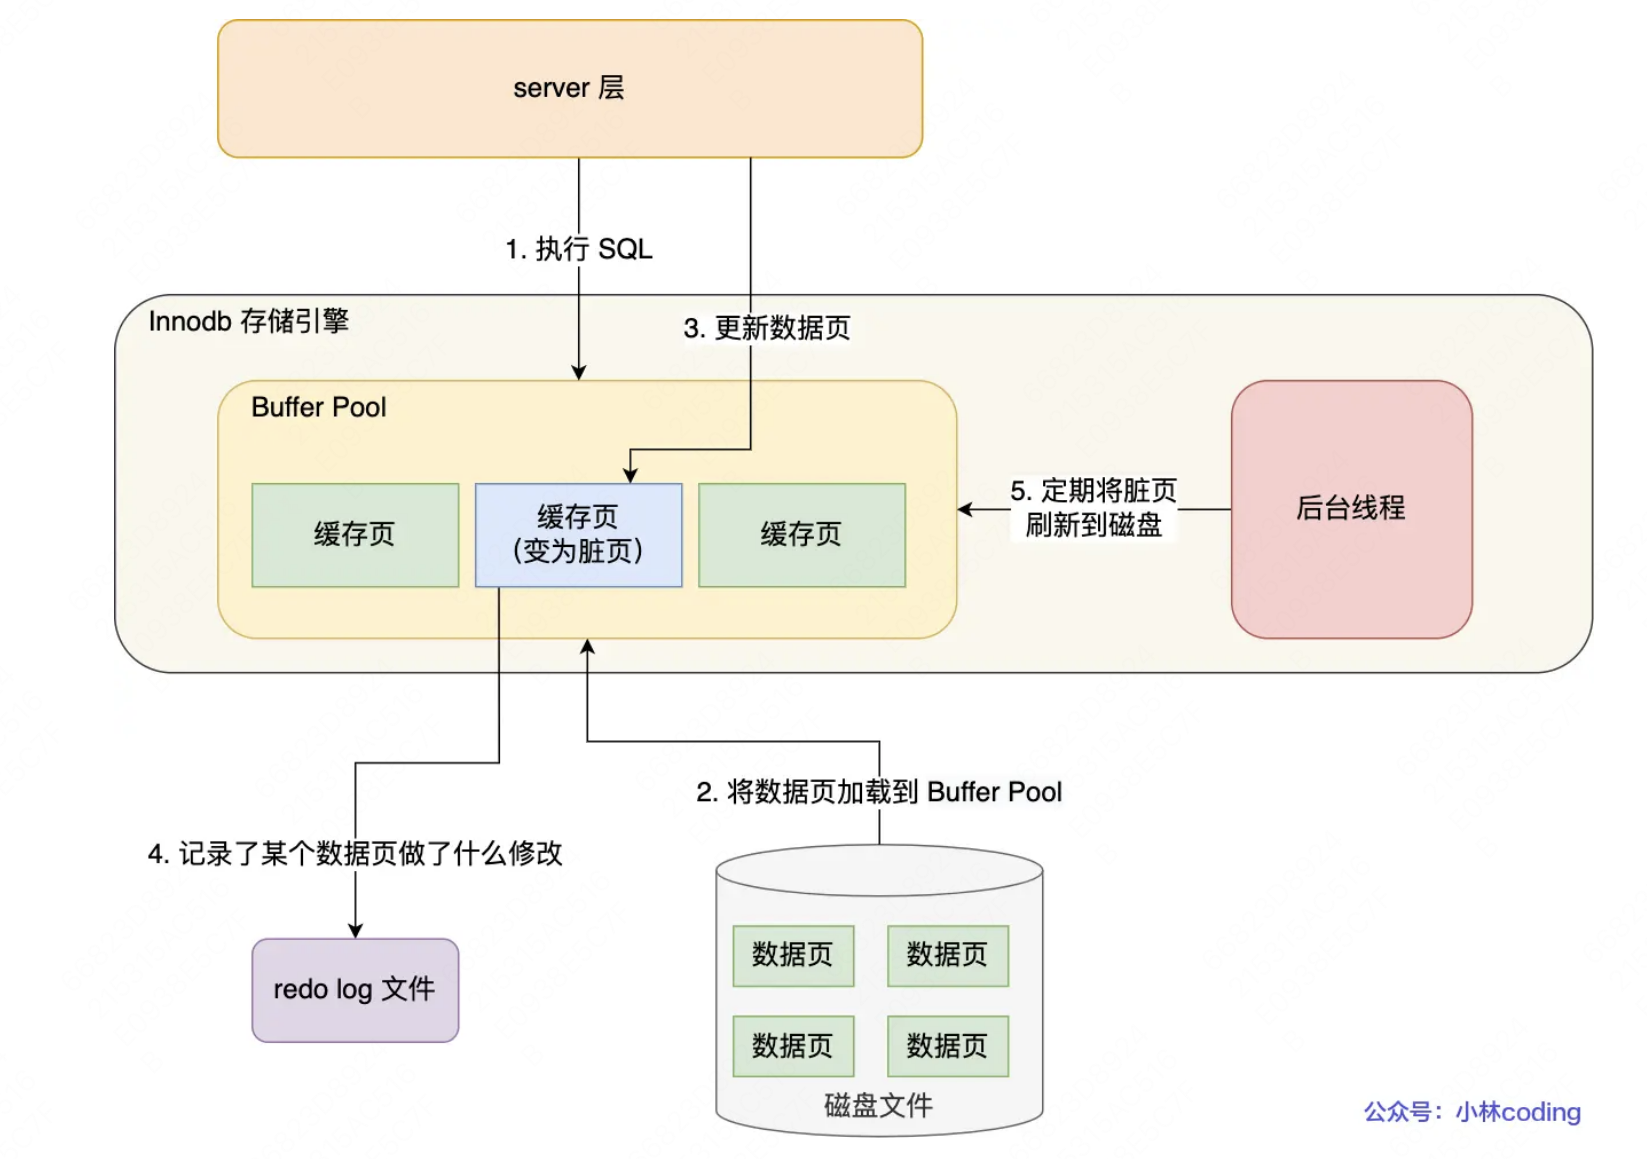 server 层
1. 执行 SQL
Innodb 存储引擎
3. 更新数据页
Buffer Pool
缓存页
缓存页
（变为脏页）
缓存页
5. 定期将脏页
刷新到磁盘
后台线程
2. 将数据页加载到 Buffer Pool
4. 记录了某个数据页做了什么修改
redo log 文件
数据页
数据页
数据页
数据页
磁盘文件
公众号：小林coding